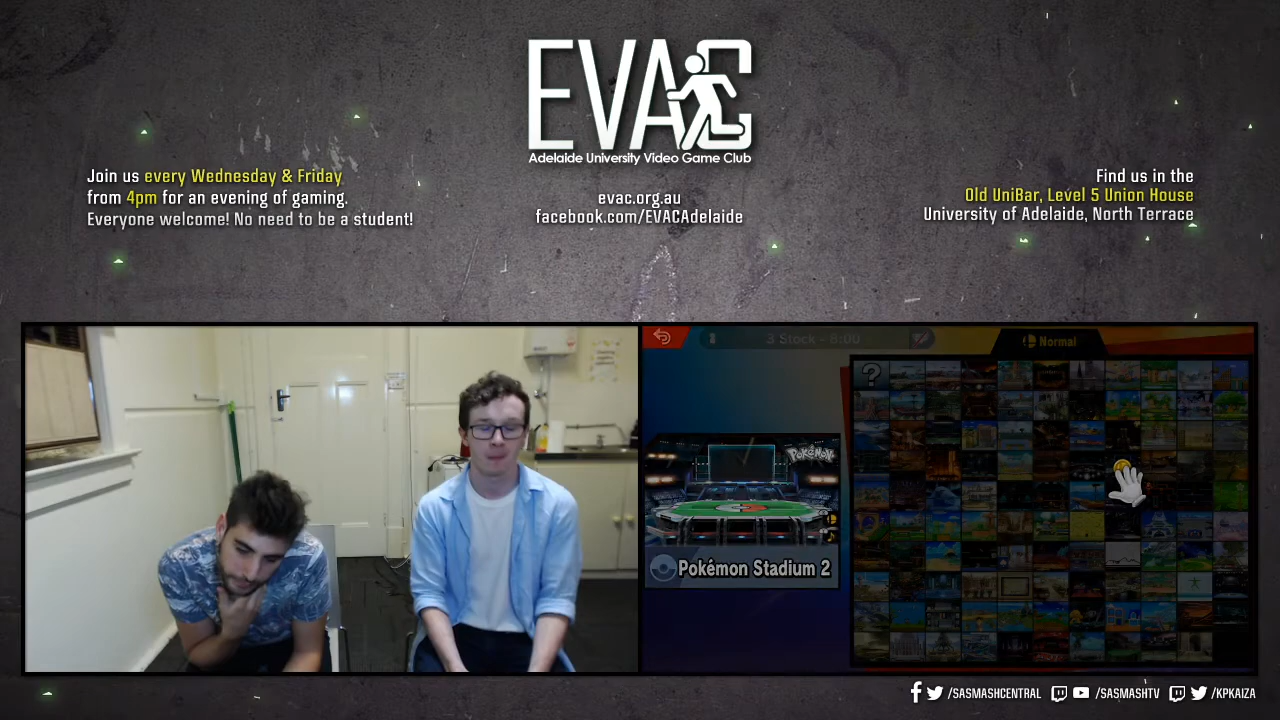 EVAC
Adelaide University Video Game Club
Join us every Wednesday & Friday
from 4pm for an evening of gaming.
Everyone welcome! No need to be a student!
evac.org.au
facebook.com/EVACAdelaide
Find us in the
Old UniBar, Level 5 Union House
University of Adelaide, North Terrace
3 Stock - 8:00
Normal
?
POKéMON
Pokémon Stadium 2
/SASMASHCENTRAL
/SASMASHTV
/KPKAIZA